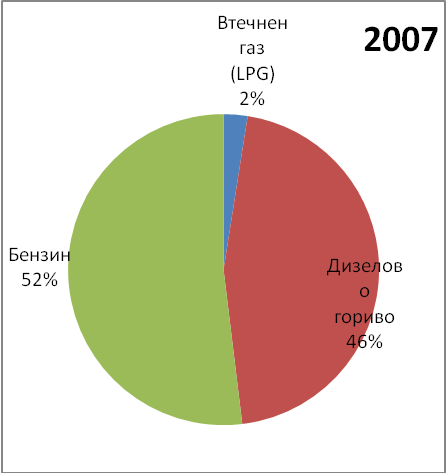 Втечнен
газ
(LPG)
2%
2007
Бензин
52%
Дизелов
о
гориво
46%